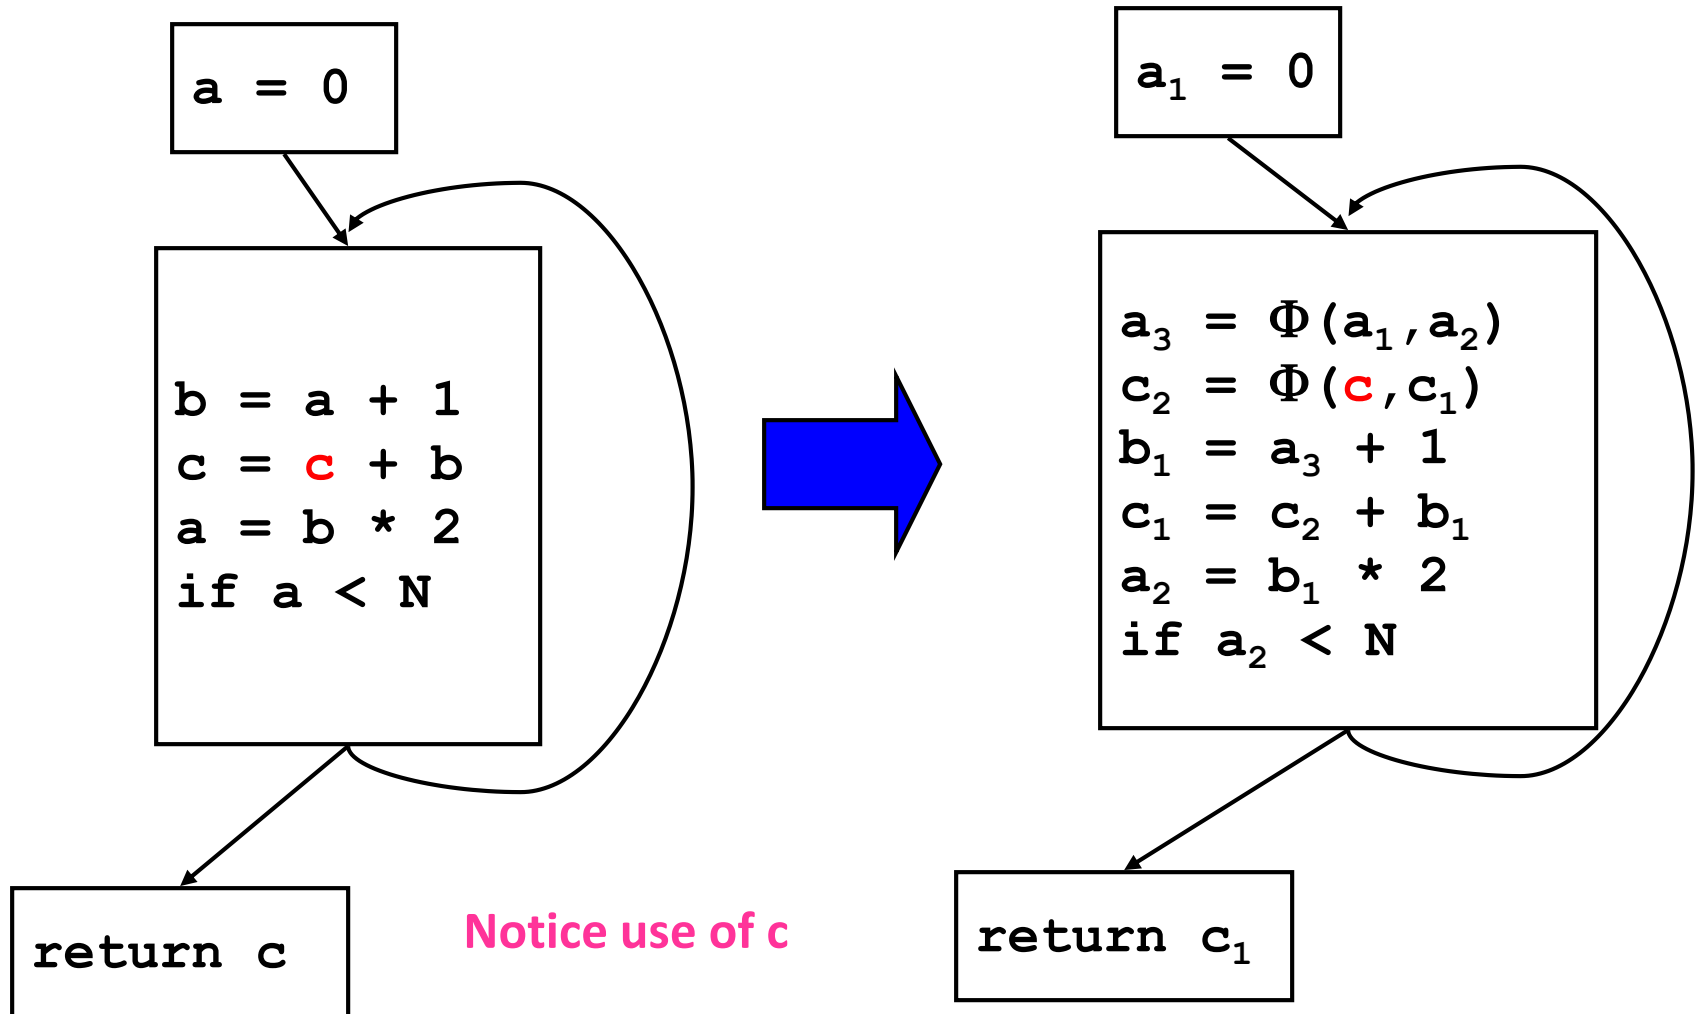 a = 0
b = a + 1
c = c + b
a = b * 2
if a < N
return c
Notice use of c
a₁ = 0
a₃ = Φ(a₁,a₂)
c₂ = Φ(c,c₁)
b₁ = a₃ + 1
c₁ = c₂ + b₁
a₂ = b₁ * 2
if a₂ < N
return c₁